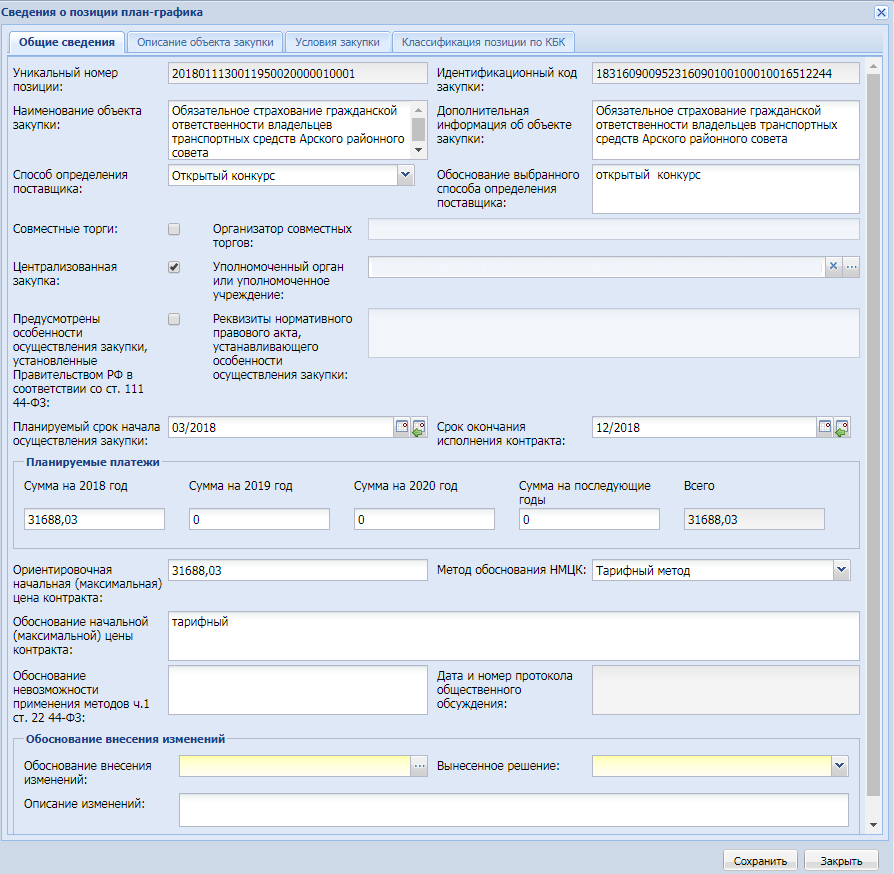 Сведения о позиции план-графика
Общие сведения
Описание объекта закупки
Условия закупки
Классификация позиции по КБК
Уникальный номер
позиции:
2018011130011950020000010001
Идентификационный код
закупки:
183160900952316090100100010016512244
Наименование объекта
закупки:
Обязательное страхование гражданской
ответственности владельцев
транспортных средств Арского районного
совета
Дополнительная
информация об объекте
закупки:
Обязательное страхование гражданской
ответственности владельцев транспортных
средств Арского районного совета
Способ определения
поставщика:
Открытый конкурс
Обоснование выбранного
способа определения
поставщика:
открытый конкурс
Совместные торги:
Организатор совместных
торгов:
Централизованная
закупка:
Уполномоченный орган
или уполномоченное
учреждение:
Предусмотрены
особенности
осуществления закупки,
установленные
Правительством РФ в
соответствии со ст. 111
44-ФЗ:
Реквизиты нормативного
правового акта,
устанавливающего
особенности
осуществления закупки:
Планируемый срок начала
осуществления закупки:
03/2018
Срок окончания
исполнения контракта:
12/2018
Планируемые платежи
Сумма на 2018 год
Сумма на 2019 год
Сумма на 2020 год
Сумма на последующие
годы
Всего
31688,03
0
0
0
31688,03
Ориентировочная
начальная (максимальная)
цена контракта:
31688,03
Метод обоснования НМЦК:
Тарифный метод
Обоснование начальной
(максимальной) цены
контракта:
тарифный
Обоснование
невозможности
применения методов ч.1
ст. 22 44-ФЗ:
Дата и номер протокола
общественного
обсуждения:
Обоснование внесения изменений
Обоснование внесения
изменений:
Вынесенное решение:
Описание изменений:
Сохранить
Закрыть